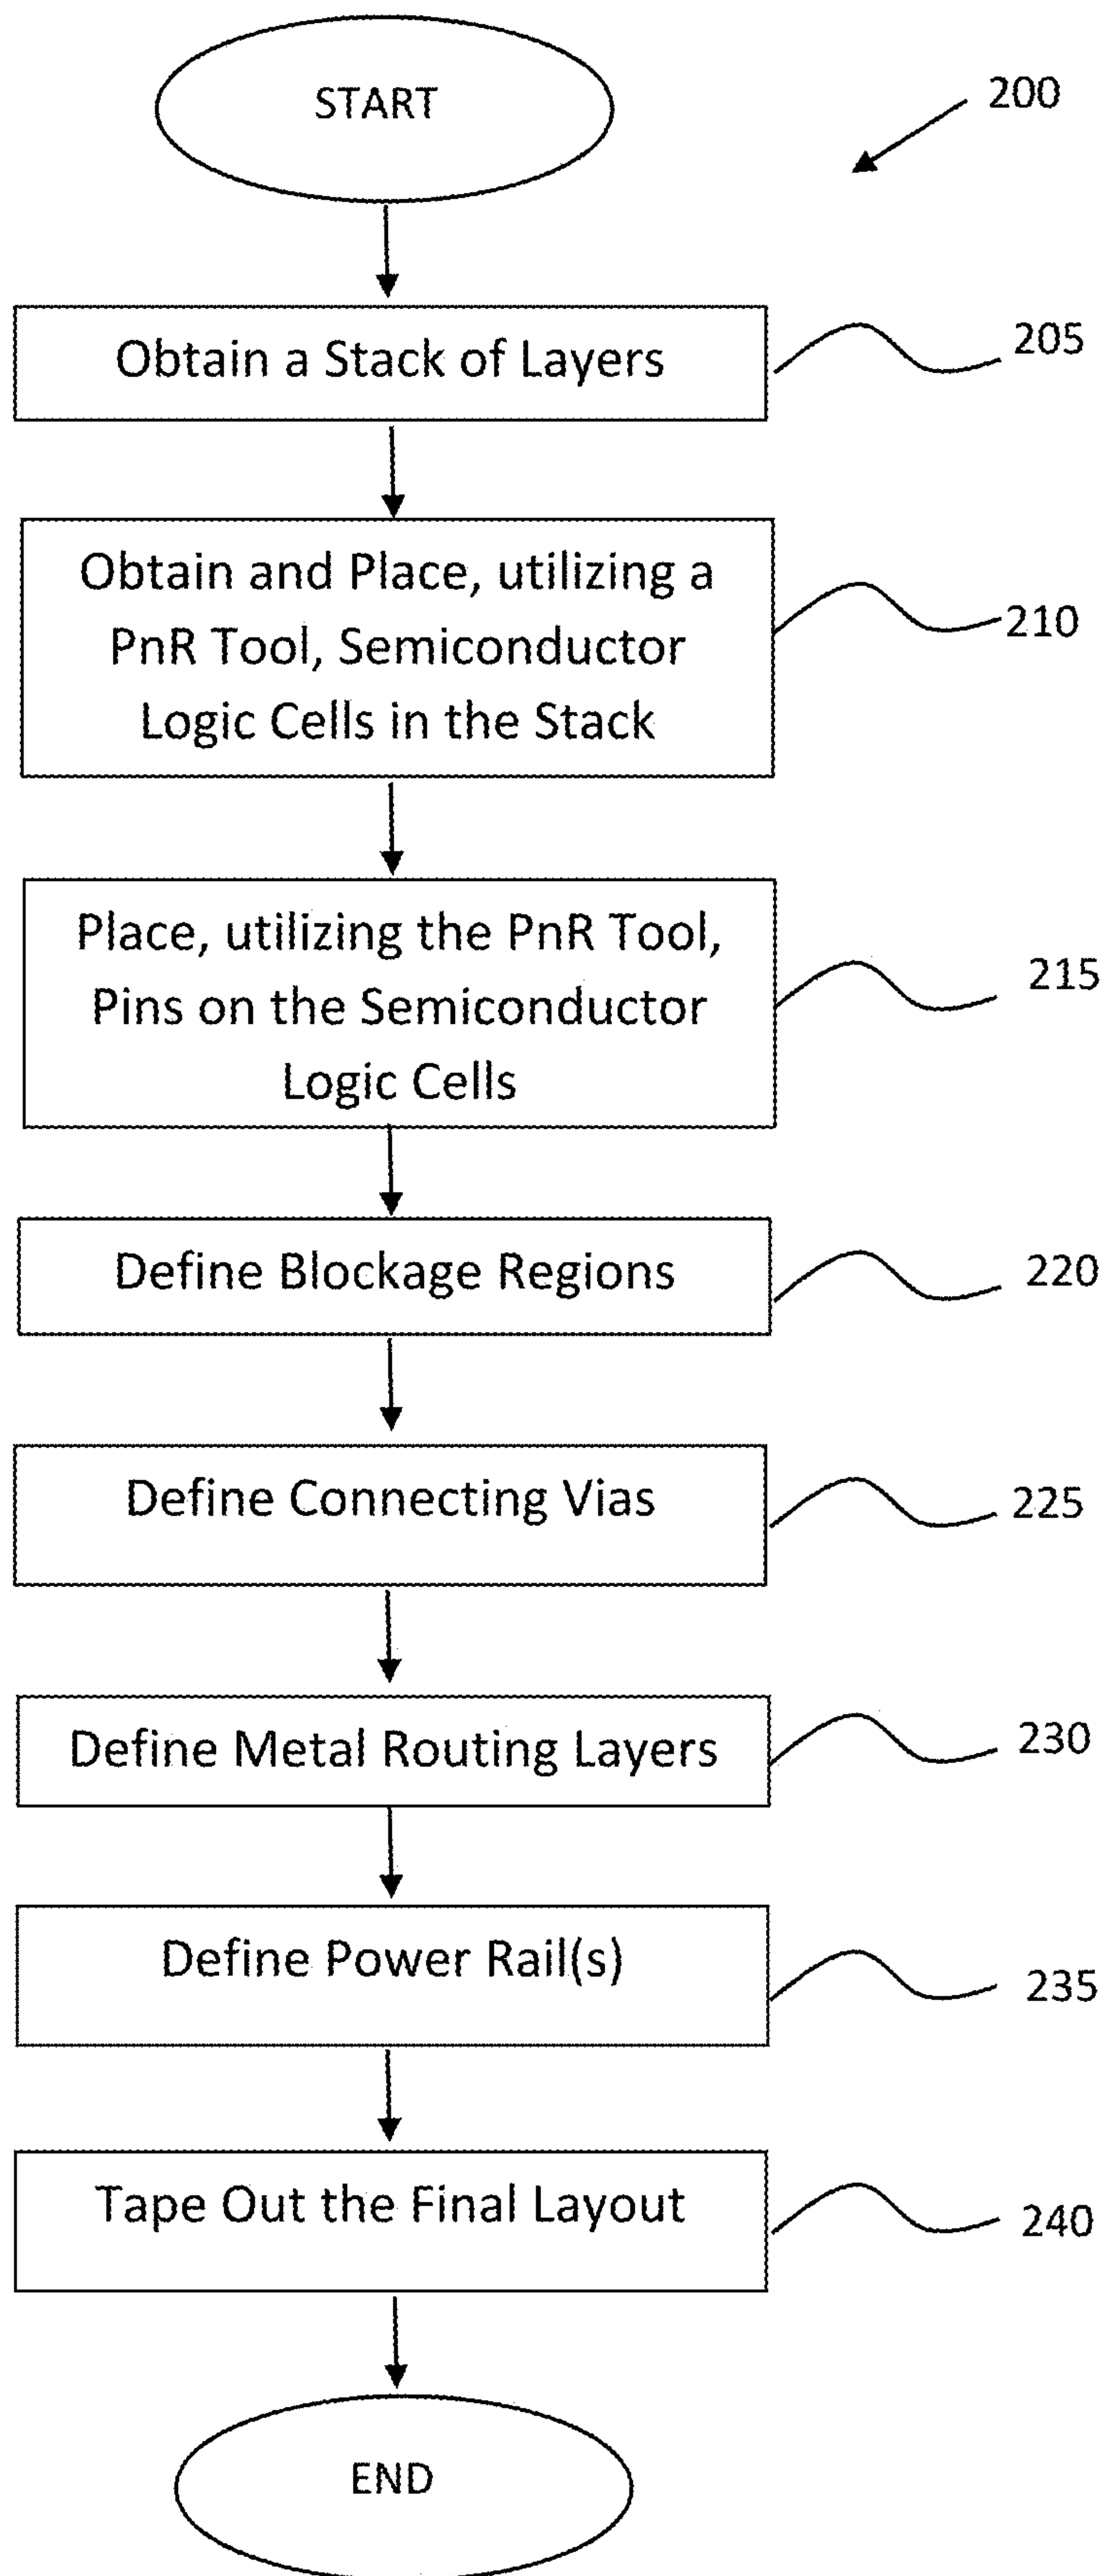 START
200
Obtain a Stack of Layers
205
Obtain and Place, utilizing a
PnR Tool, Semiconductor
Logic Cells in the Stack
210
Place, utilizing the PnR Tool,
Pins on the Semiconductor
Logic Cells
215
Define Blockage Regions
220
Define Connecting Vias
225
Define Metal Routing Layers
230
Define Power Rail(s)
235
Tape Out the Final Layout
240
END